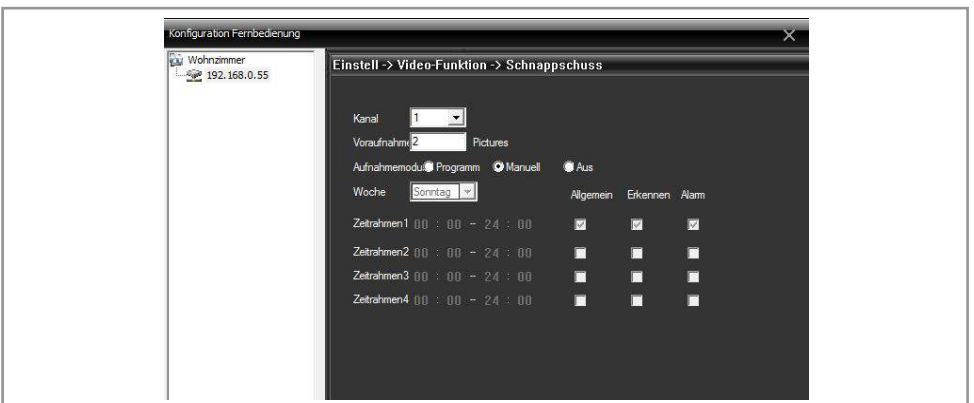 Konfiguration Fernbedienung
Wohnzimmer
192.168.0.55
Einstell -> Video-Funktion -> Schnappschuss
Kanal 1
Voraufnahme 2 Pictures
Aufnahmemodus Programm Manuell Aus
Woche Sonntag Allgemein Erkennen Alarm
Zeitrahmen1 00 : 00 - 24 : 00
Zeitrahmen2 00 : 00 - 24 : 00
Zeitrahmen3 00 : 00 - 24 : 00
Zeitrahmen4 00 : 00 - 24 : 00